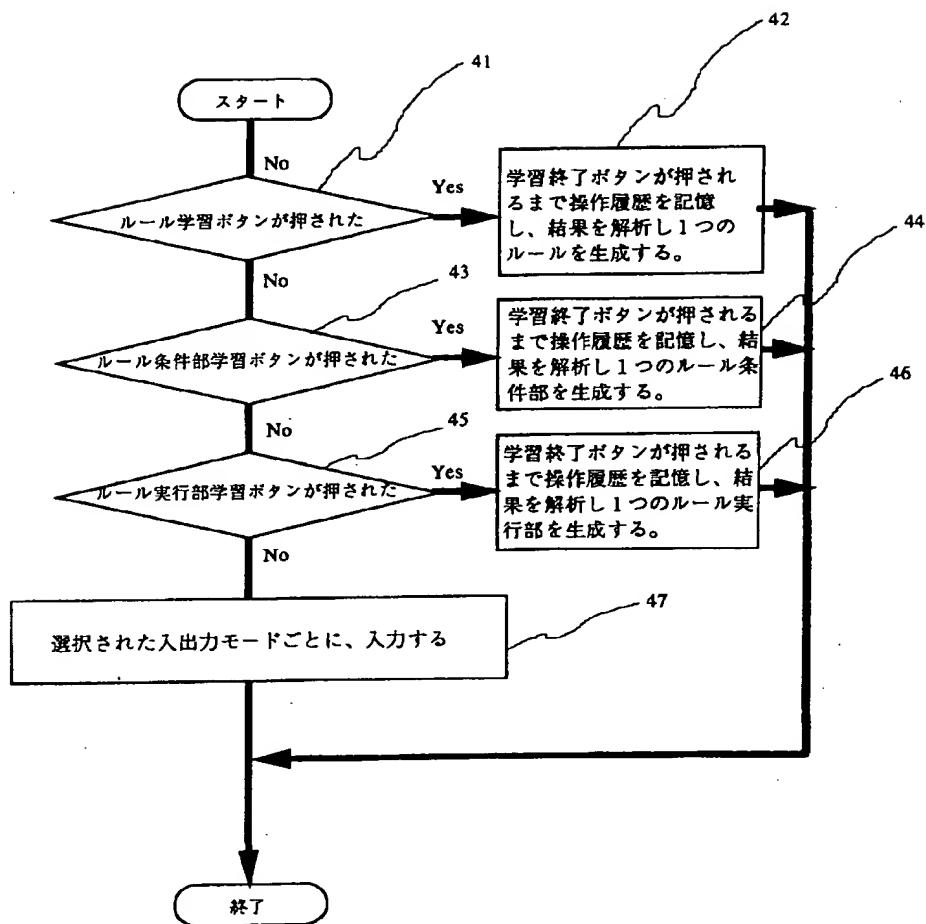 42
41
スタート
No
Yes
ルール学習ボタンが押された
学習終了ボタンが押され
るまで操作履歴を記憶
し、結果を解析し1つの
ルールを生成する。
44
No
43
Yes
ルール条件部学習ボタンが押された
学習終了ボタンが押される
まで操作履歴を記憶し、結
果を解析し1つのルール条
件部を生成する。
46
No
45
Yes
ルール実行部学習ボタンが押された
学習終了ボタンが押される
まで操作履歴を記憶し、結
果を解析し1つのルール実
行部を生成する。
No
47
選択された入出力モードごとに、入力する
終了